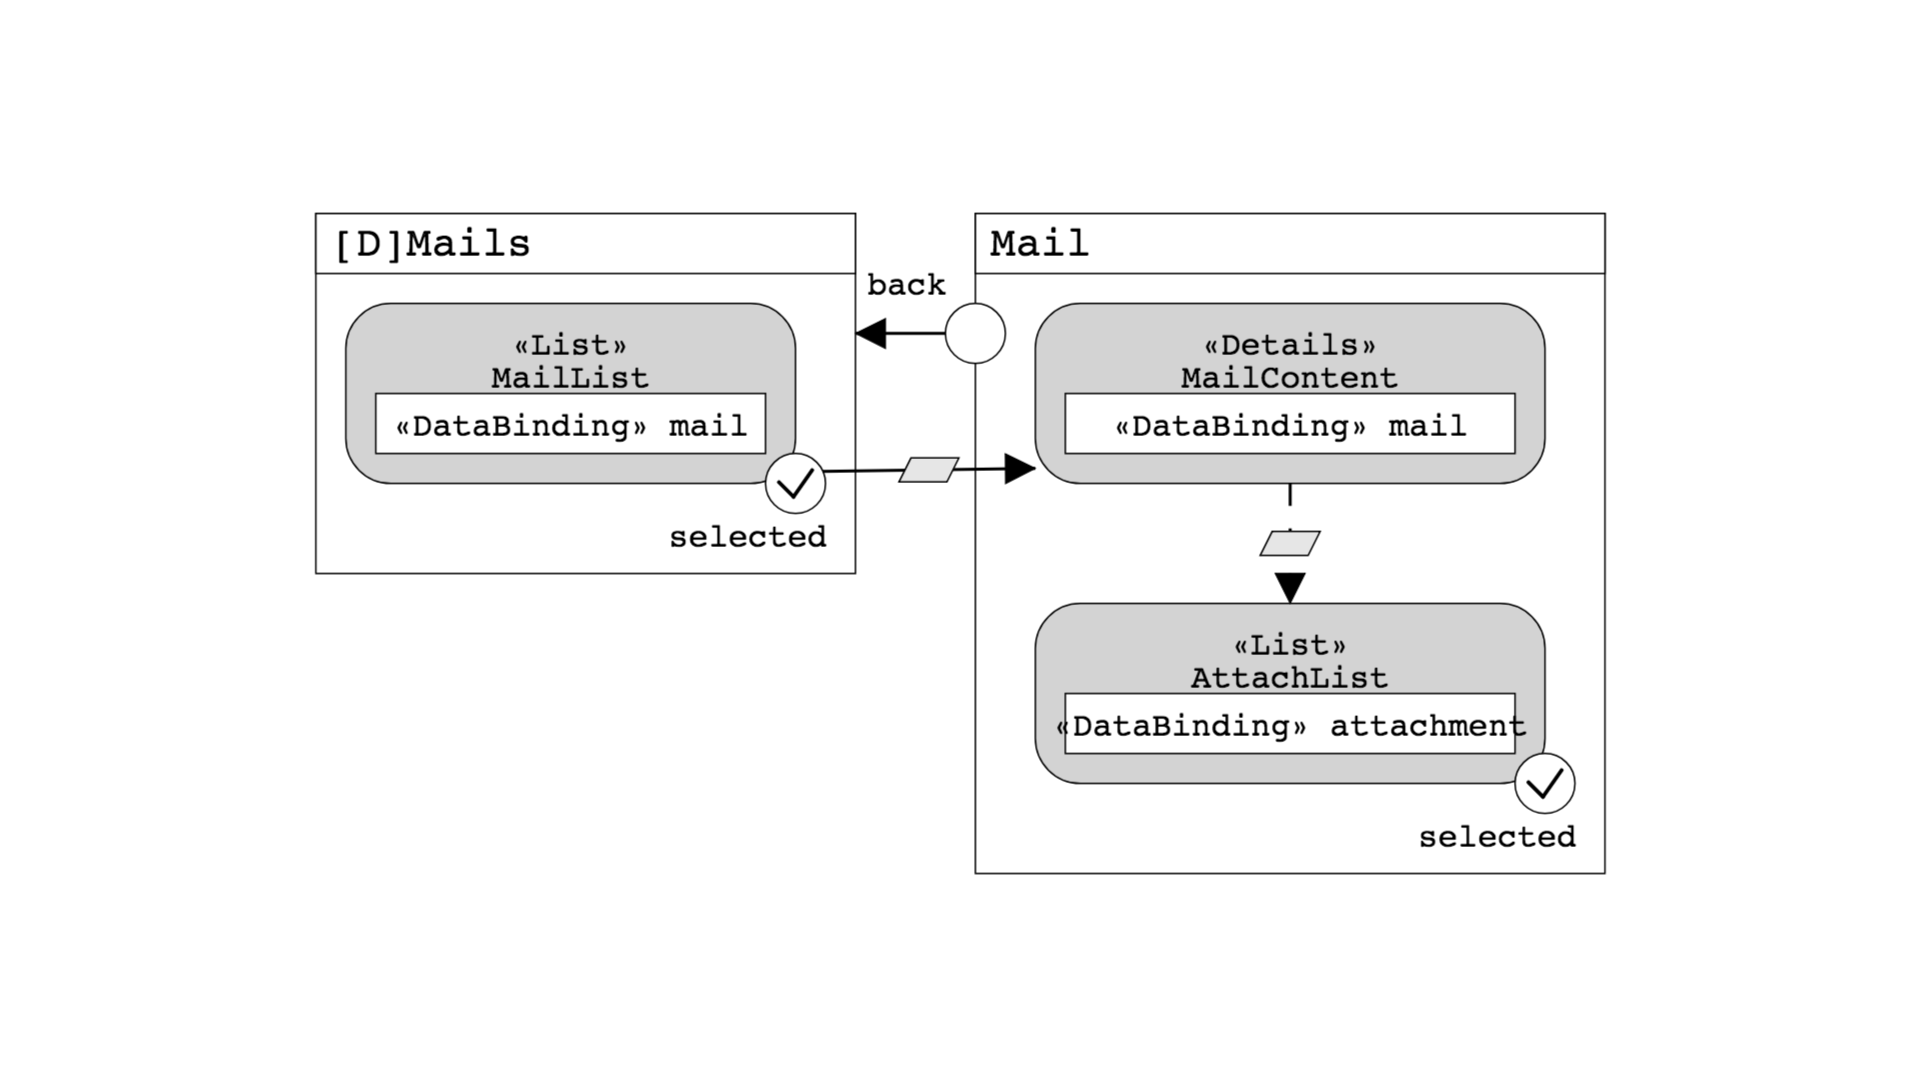 [D]Mails
«List»
MailList
«DataBinding» mail
selected
back
Mail
«Details»
MailContent
«DataBinding» mail
«List»
AttachList
«DataBinding» attachment
selected